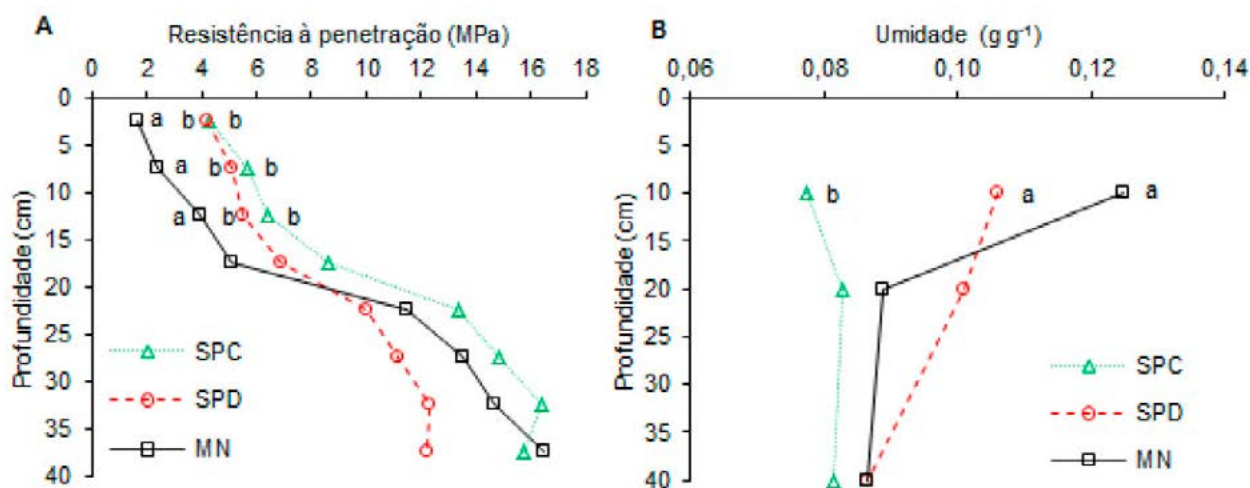 A
Resistência à penetração (MPa)
0 2 4 6 8 10 12 14 16 18
Profundidade (cm)
0
5
10
15
20
25
30
35
40
a b b
a b b
a b b
SPC
SPD
MN
B
Umidade (g g⁻¹)
0,06 0,08 0,10 0,12 0,14
Profundidade (cm)
0
5
10
15
20
25
30
35
40
b a a
SPC
SPD
MN